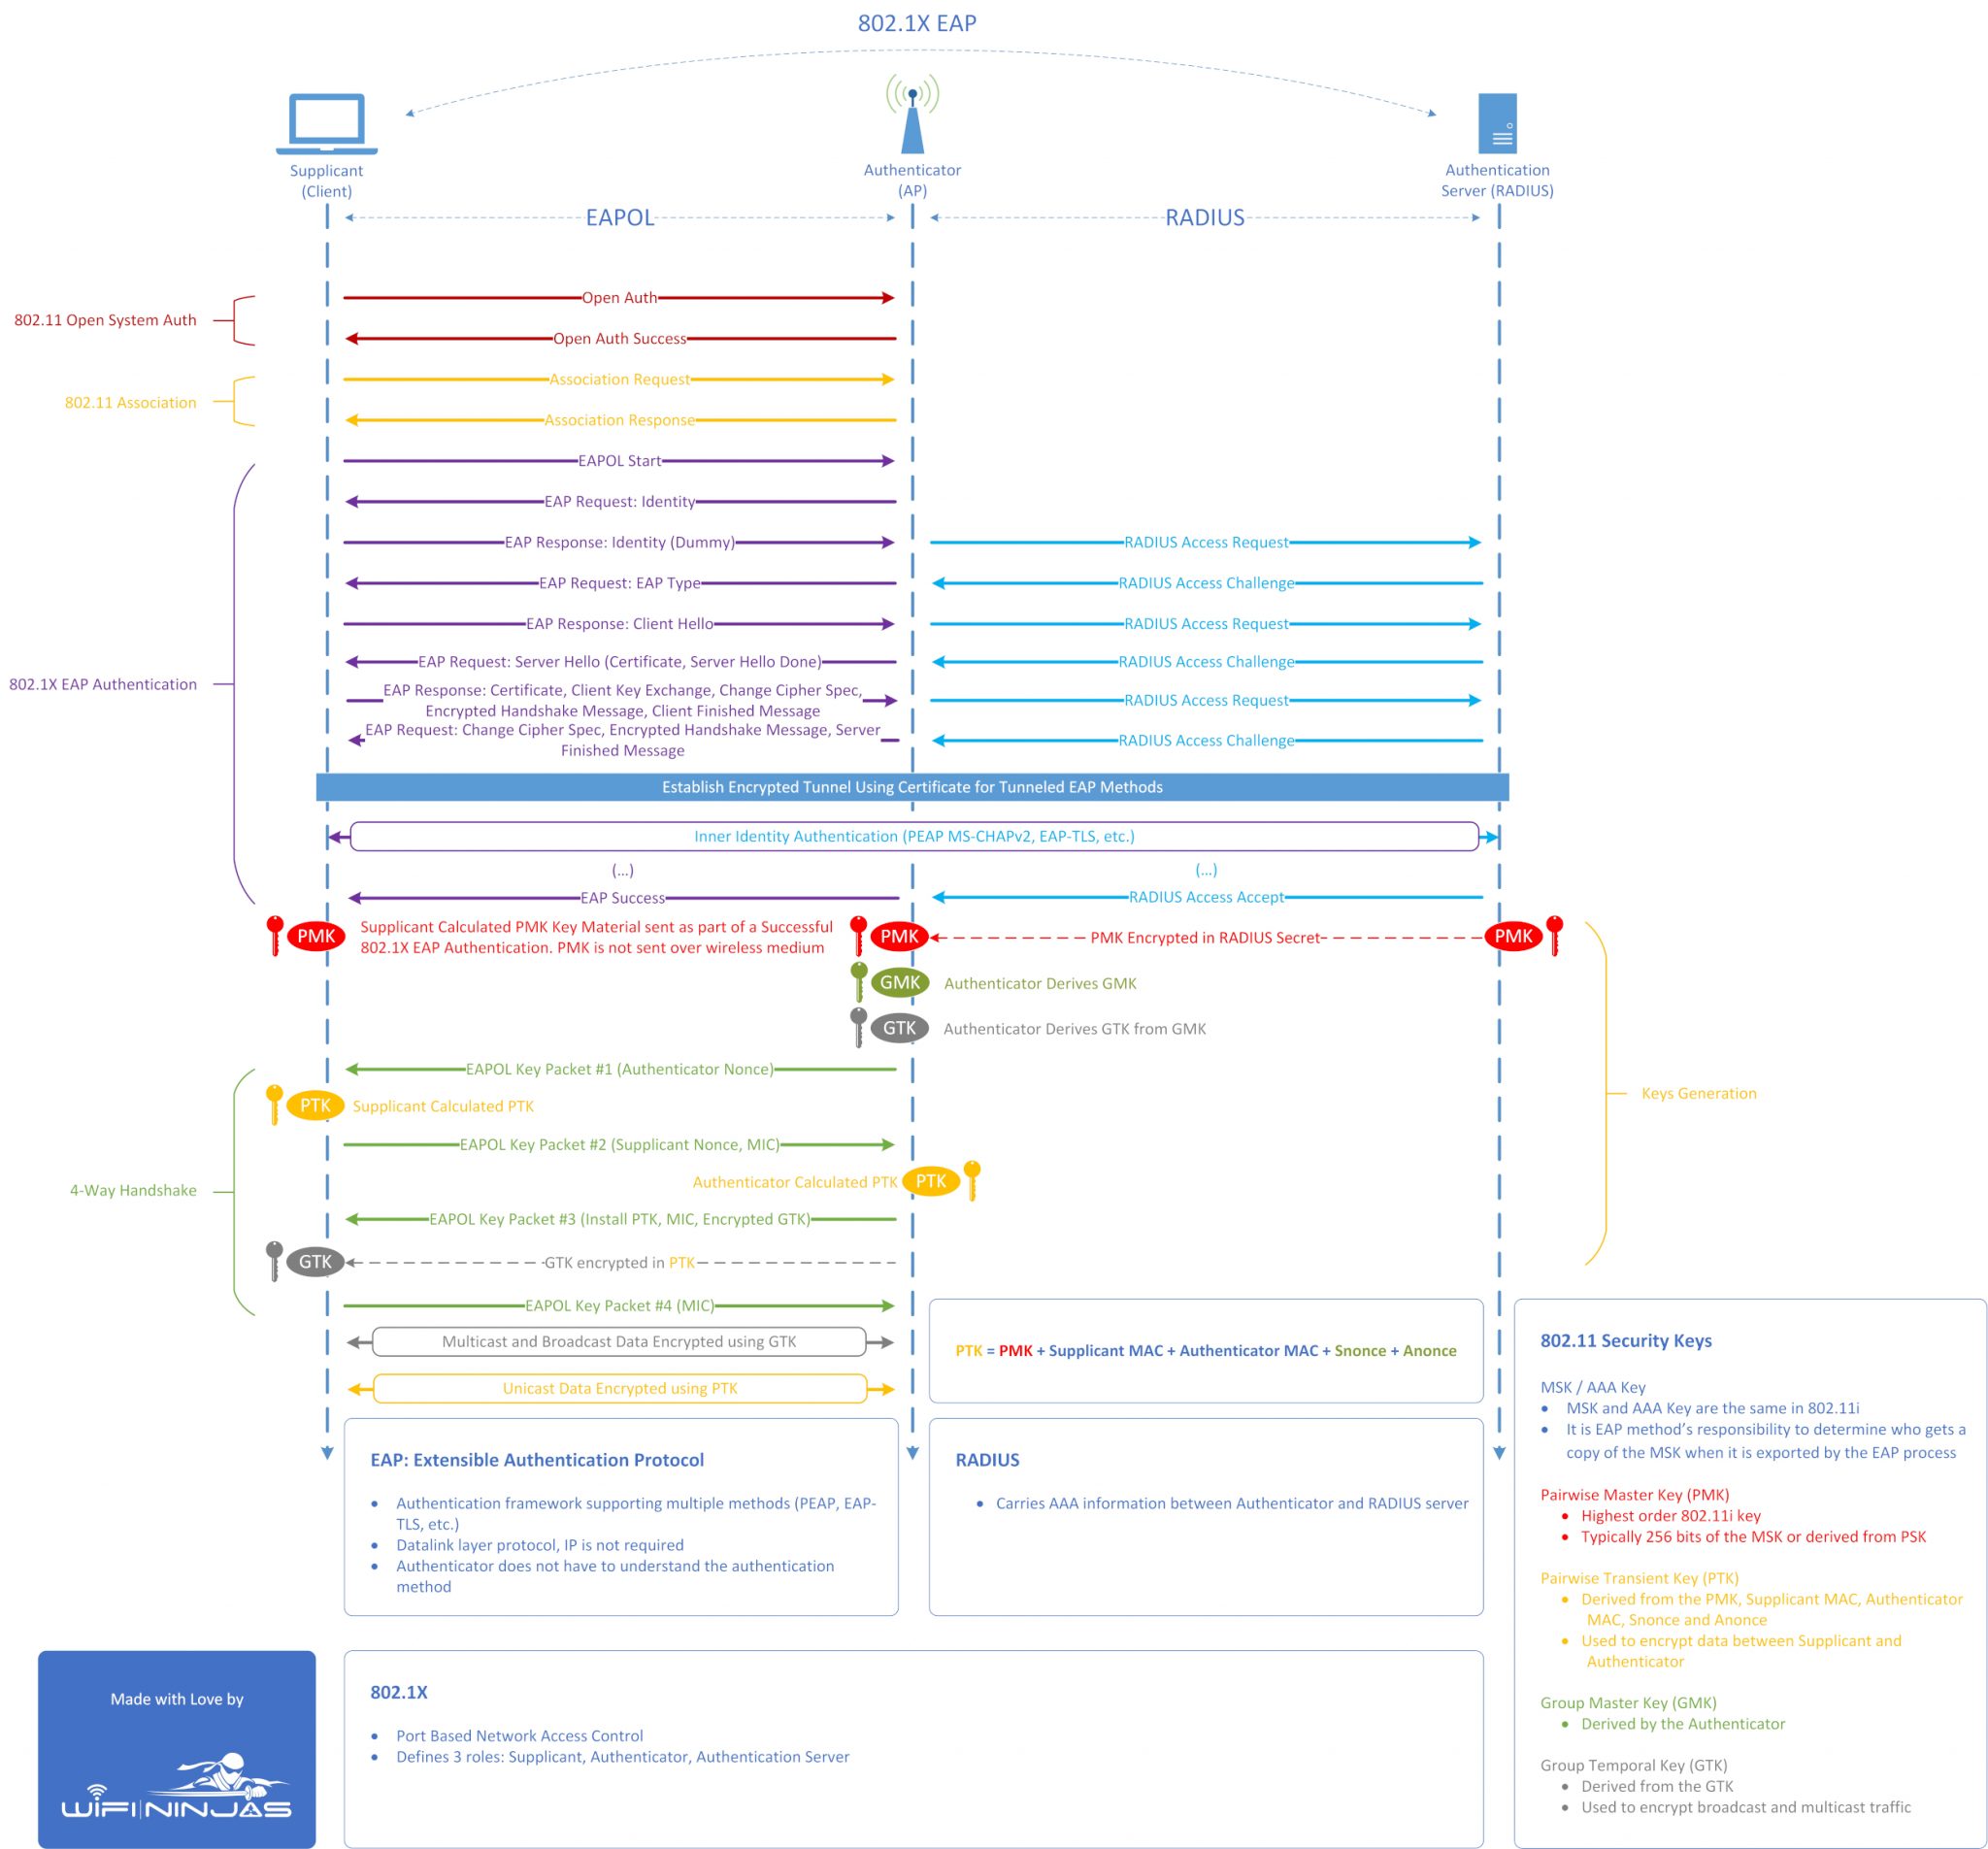 802.1X EAP
Supplicant
(Client)
Authenticator
(AP)
Authentication
Server (RADIUS)
EAPOL
RADIUS
802.11 Open System Auth
Open Auth
Open Auth Success
802.11 Association
Association Request
Association Response
802.1X EAP Authentication
EAPOL Start
EAP Request: Identity
EAP Response: Identity (Dummy)
RADIUS Access Request
EAP Request: EAP Type
RADIUS Access Challenge
EAP Response: Client Hello
RADIUS Access Request
EAP Request: Server Hello (Certificate, Server Hello Done)
RADIUS Access Challenge
EAP Response: Certificate, Client Key Exchange, Change Cipher Spec,
Encrypted Handshake Message, Client Finished Message
RADIUS Access Request
EAP Request: Change Cipher Spec, Encrypted Handshake Message, Server
Finished Message
RADIUS Access Challenge
Establish Encrypted Tunnel Using Certificate for Tunneled EAP Methods
Inner Identity Authentication (PEAP MS-CHAPv2, EAP-TLS, etc.)
(...)
(...)
EAP Success
RADIUS Access Accept
PMK
Supplicant Calculated PMK Key Material sent as part of a Successful
802.1X EAP Authentication. PMK is not sent over wireless medium
PMK
PMK Encrypted in RADIUS Secret
PMK
GMK
Authenticator Derives GMK
GTK
Authenticator Derives GTK from GMK
Keys Generation
4-Way Handshake
EAPOL Key Packet #1 (Authenticator Nonce)
PTK
Supplicant Calculated PTK
EAPOL Key Packet #2 (Supplicant Nonce, MIC)
Authenticator Calculated PTK
PTK
EAPOL Key Packet #3 (Install PTK, MIC, Encrypted GTK)
GTK
GTK encrypted in PTK
EAPOL Key Packet #4 (MIC)
Multicast and Broadcast Data Encrypted using GTK
Unicast Data Encrypted using PTK
PTK = PMK + Supplicant MAC + Authenticator MAC + Snonce + Anonce
EAP: Extensible Authentication Protocol
• Authentication framework supporting multiple methods (PEAP, EAP-
TLS, etc.)
• Datalink layer protocol, IP is not required
• Authenticator does not have to understand the authentication
method
RADIUS
• Carries AAA information between Authenticator and RADIUS server
802.11 Security Keys
MSK / AAA Key
• MSK and AAA Key are the same in 802.11i
• It is EAP method's responsibility to determine who gets a
copy of the MSK when it is exported by the EAP process
Pairwise Master Key (PMK)
• Highest order 802.11i key
• Typically 256 bits of the MSK or derived from PSK
Pairwise Transient Key (PTK)
• Derived from the PMK, Supplicant MAC, Authenticator
MAC, Snonce and Anonce
• Used to encrypt data between Supplicant and
Authenticator
Group Master Key (GMK)
• Derived by the Authenticator
Group Temporal Key (GTK)
• Derived from the GTK
• Used to encrypt broadcast and multicast traffic
Made with Love by
WIFI|NINJAS
802.1X
• Port Based Network Access Control
• Defines 3 roles: Supplicant, Authenticator, Authentication Server